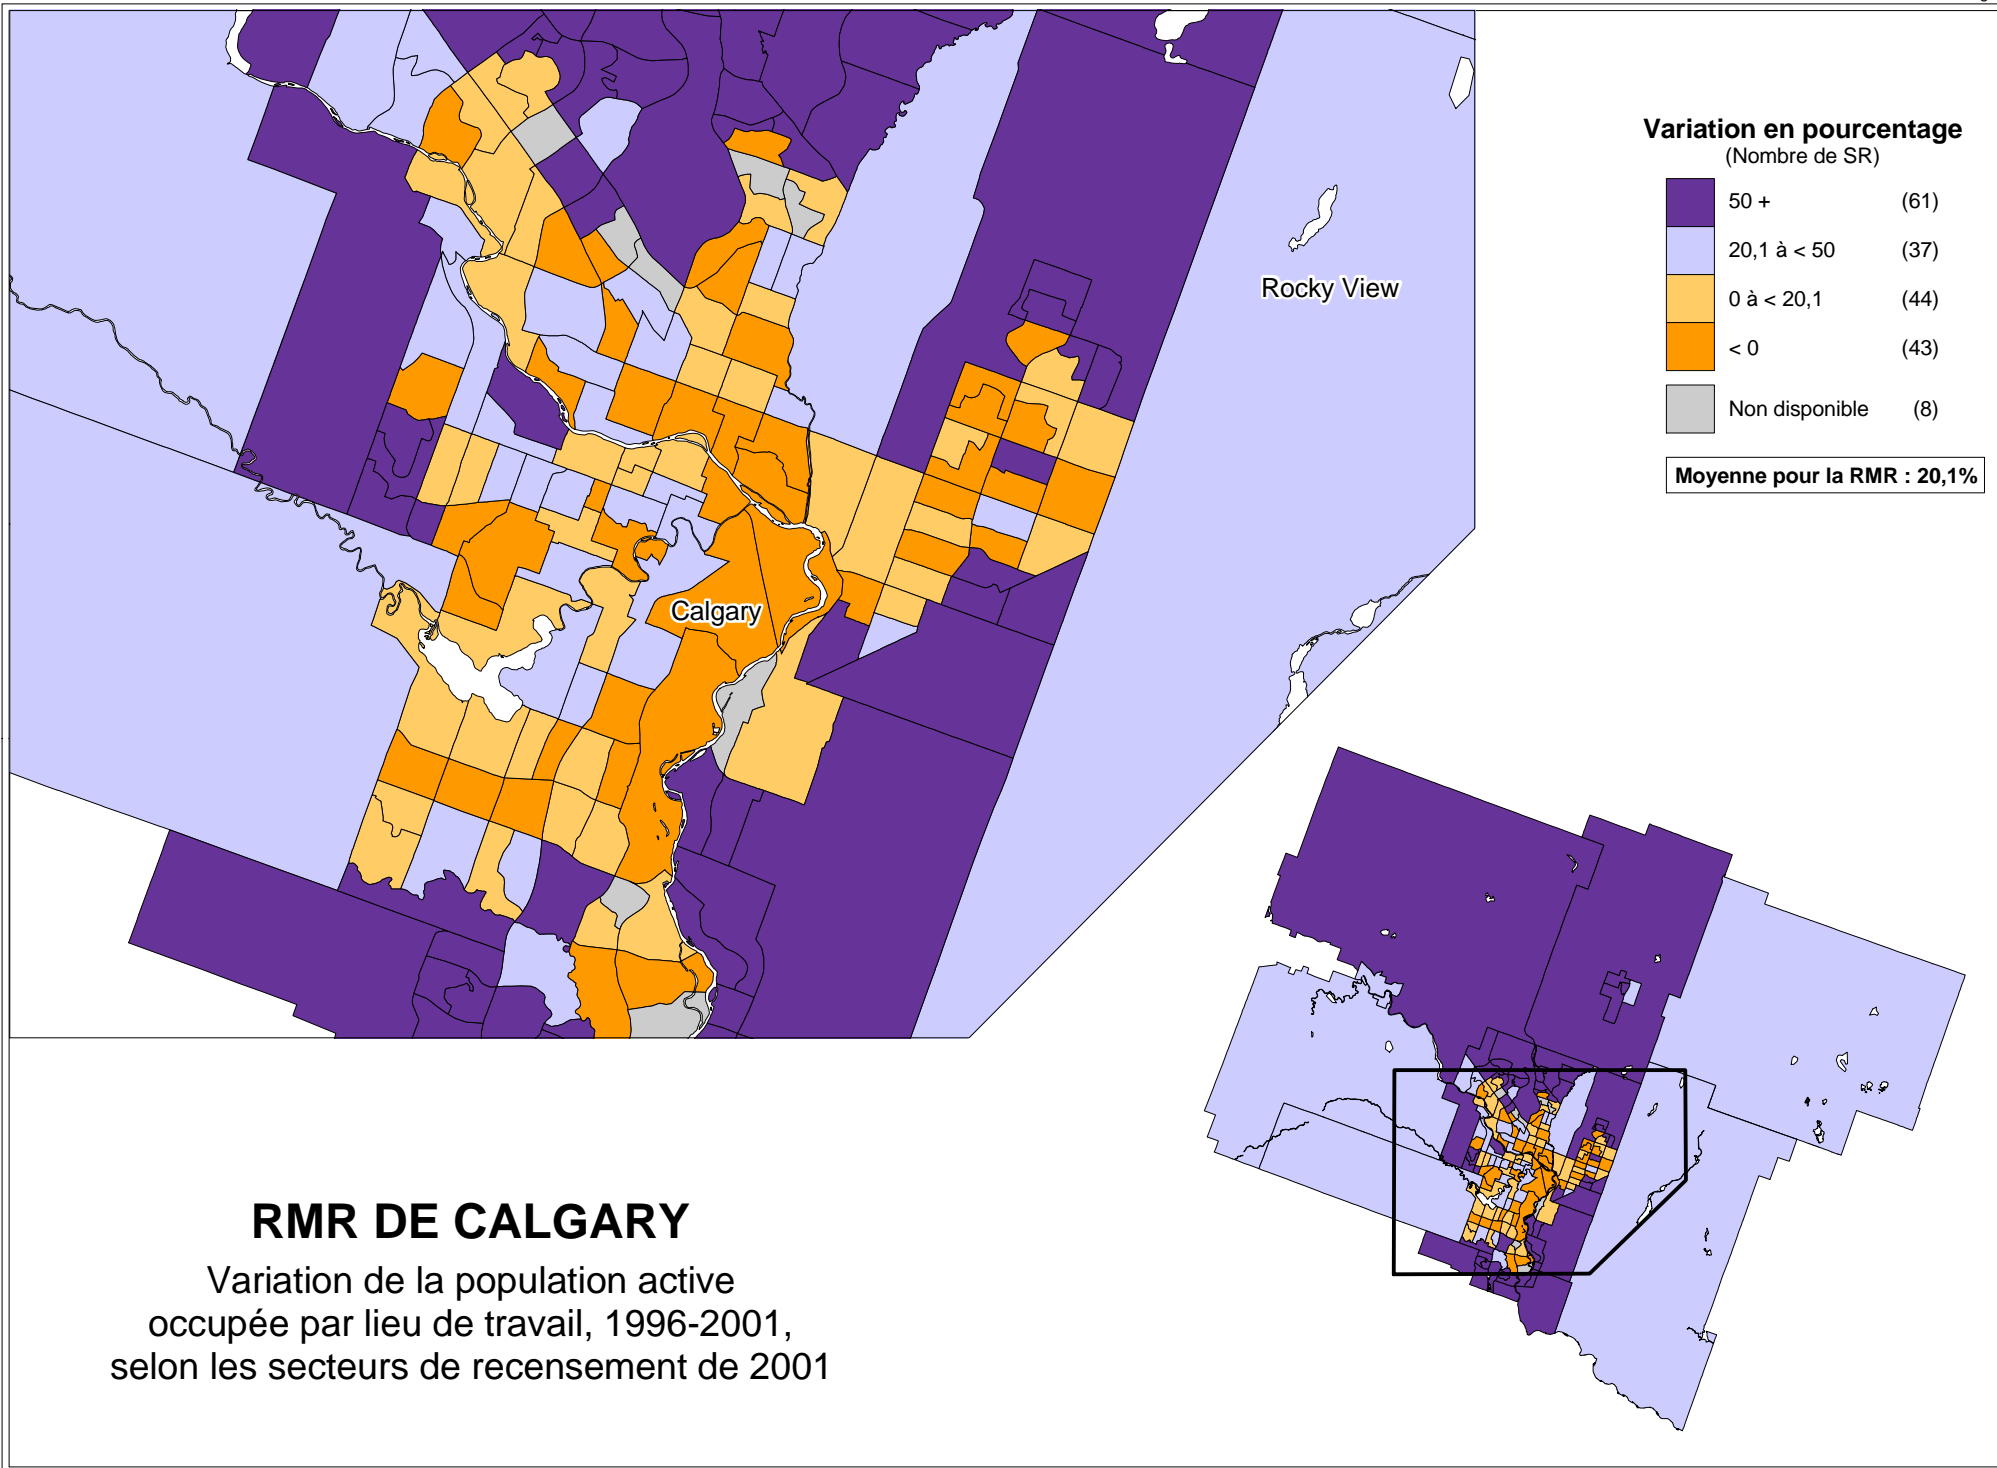 Variation en pourcentage
(Nombre de SR)
50 + (61)
20,1 à < 50 (37)
0 à < 20,1 (44)
< 0 (43)
Non disponible (8)
Moyenne pour la RMR : 20,1%
Rocky View
Calgary
RMR DE CALGARY
Variation de la population active
occupée par lieu de travail, 1996-2001,
selon les secteurs de recensement de 2001